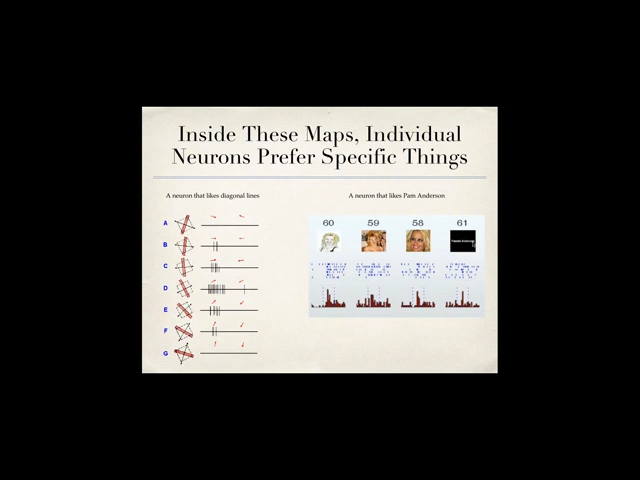 Inside These Maps, Individual
Neurons Prefer Specific Things
A neuron that likes diagonal lines
A neuron that likes Pam Anderson
A
B
C
D
E
F
G
60 59 58 61